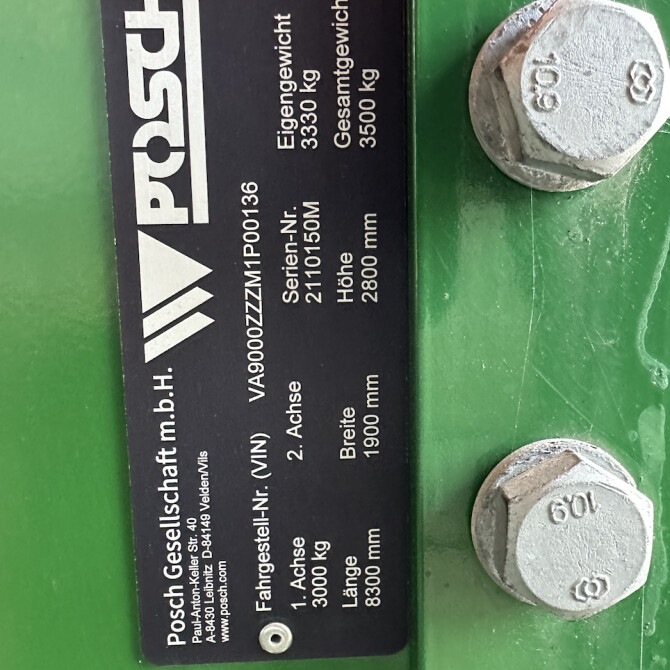 POSCH
Posch Gesellschaft m.b.H.
Paul-Anton-Keller Str. 40
A-8430 Leibnitz D-84149 Velden/Vils
www.posch.com
Fahrgestell-Nr. (VIN) VA9000ZZZM1P00136
1. Achse 2. Achse Serien-Nr. Eigengewicht
3000 kg 2110150M 3330 kg
Länge Breite Höhe Gesamtgewicht
8300 mm 1900 mm 2800 mm 3500 kg
10.9
10.9